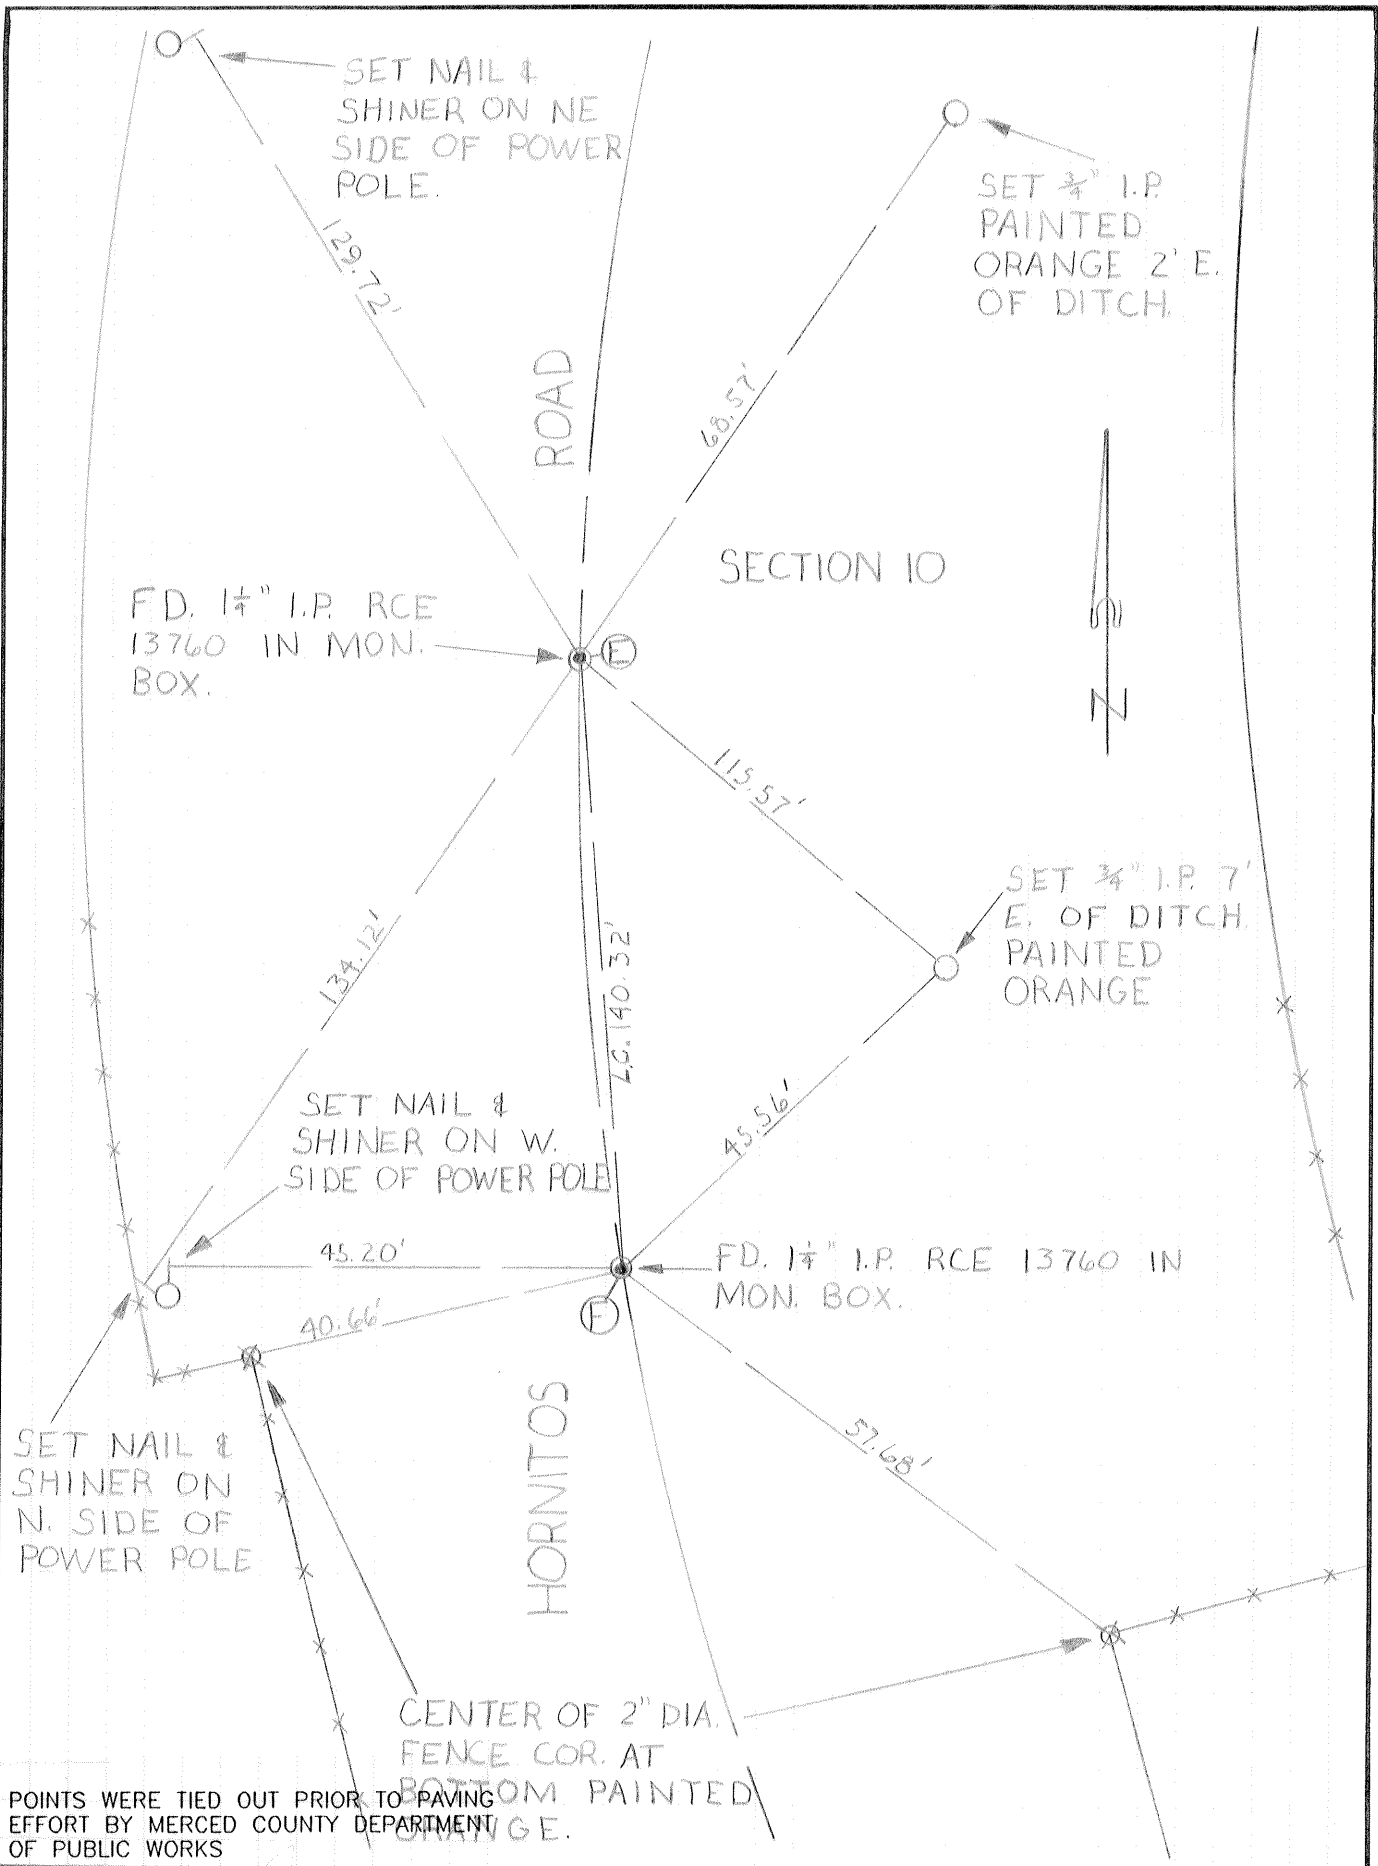 SET NAIL &
SHINER ON NE
SIDE OF POWER
POLE.
129.72'
SET 3/4" I.P.
PAINTED
ORANGE 2' E.
OF DITCH.
ROAD
68.57'
SECTION 10
N
FD. 1 1/4" I.P. RCE
13760 IN MON.
BOX.
E
115.57'
134.12'
L.C. 140.32'
SET 3/4" I.P. 7'
E. OF DITCH.
PAINTED
ORANGE
SET NAIL &
SHINER ON W.
SIDE OF POWER POLE
45.56'
45.20'
FD. 1 1/4" I.P. RCE 13760 IN
MON. BOX.
F
40.66'
SET NAIL &
SHINER ON
N. SIDE OF
POWER POLE
HORNITOS
57.68'
CENTER OF 2" DIA.
FENCE COR. AT
BOTTOM PAINTED
ORANGE.
POINTS WERE TIED OUT PRIOR TO PAVING
EFFORT BY MERCED COUNTY DEPARTMENT
OF PUBLIC WORKS